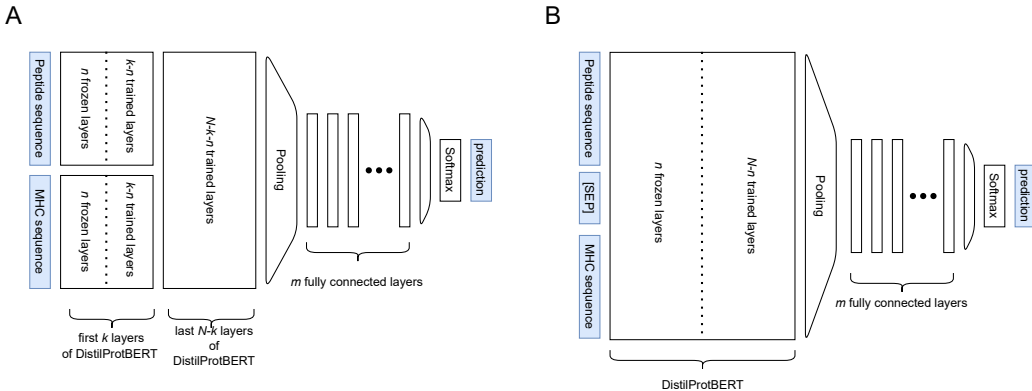 A
Peptide sequence
MHC sequence
n frozen layers
k-n trained layers
n frozen layers
k-n trained layers
N-k-n trained layers
Pooling
Softmax
prediction
m fully connected layers
first k layers
of DistilProtBERT
last N-k layers
of
DistilProtBERT
B
Peptide sequence
[SEP]
MHC sequence
n frozen layers
N-n trained layers
Pooling
Softmax
prediction
m fully connected layers
DistilProtBERT